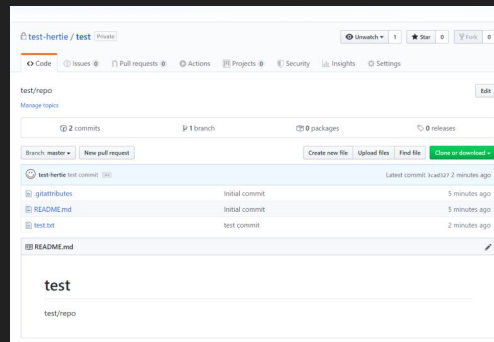 test-hertie / test Private Unwatch 1 Star 0 Fork 0
Code Issues 0 Pull requests 0 Actions Projects 0 Security Insights Settings
test/repo Edit
Manage topics
2 commits 1 branch 0 packages 0 releases
Branch: master New pull request Create new file Upload files Find file Clone or download
test-hertie test commit Latest commit 3cad327 2 minutes ago
.gitattributes Initial commit 5 minutes ago
README.md Initial commit 5 minutes ago
test.txt test commit 2 minutes ago
README.md
test
test/repo